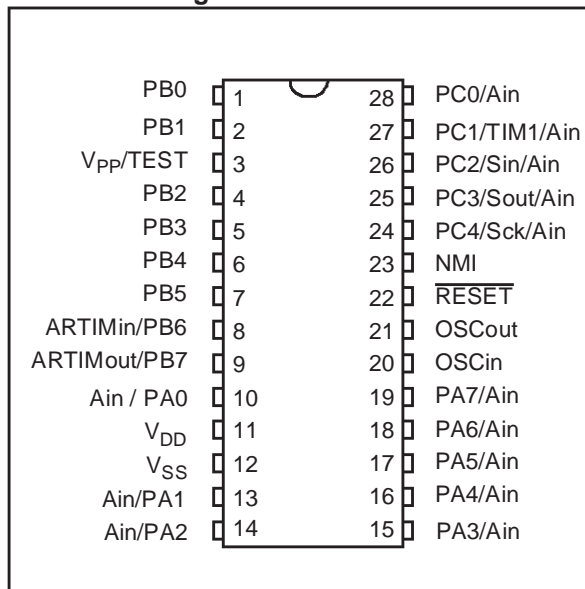 PB0 1 28 PC0/Ain
PB1 2 27 PC1/TIM1/Ain
VPP/TEST 3 26 PC2/Sin/Ain
PB2 4 25 PC3/Sout/Ain
PB3 5 24 PC4/Sck/Ain
PB4 6 23 NMI
PB5 7 22 RESET
ARTIMin/PB6 8 21 OSCout
ARTIMout/PB7 9 20 OSCin
Ain / PA0 10 19 PA7/Ain
VDD 11 18 PA6/Ain
VSS 12 17 PA5/Ain
Ain/PA1 13 16 PA4/Ain
Ain/PA2 14 15 PA3/Ain